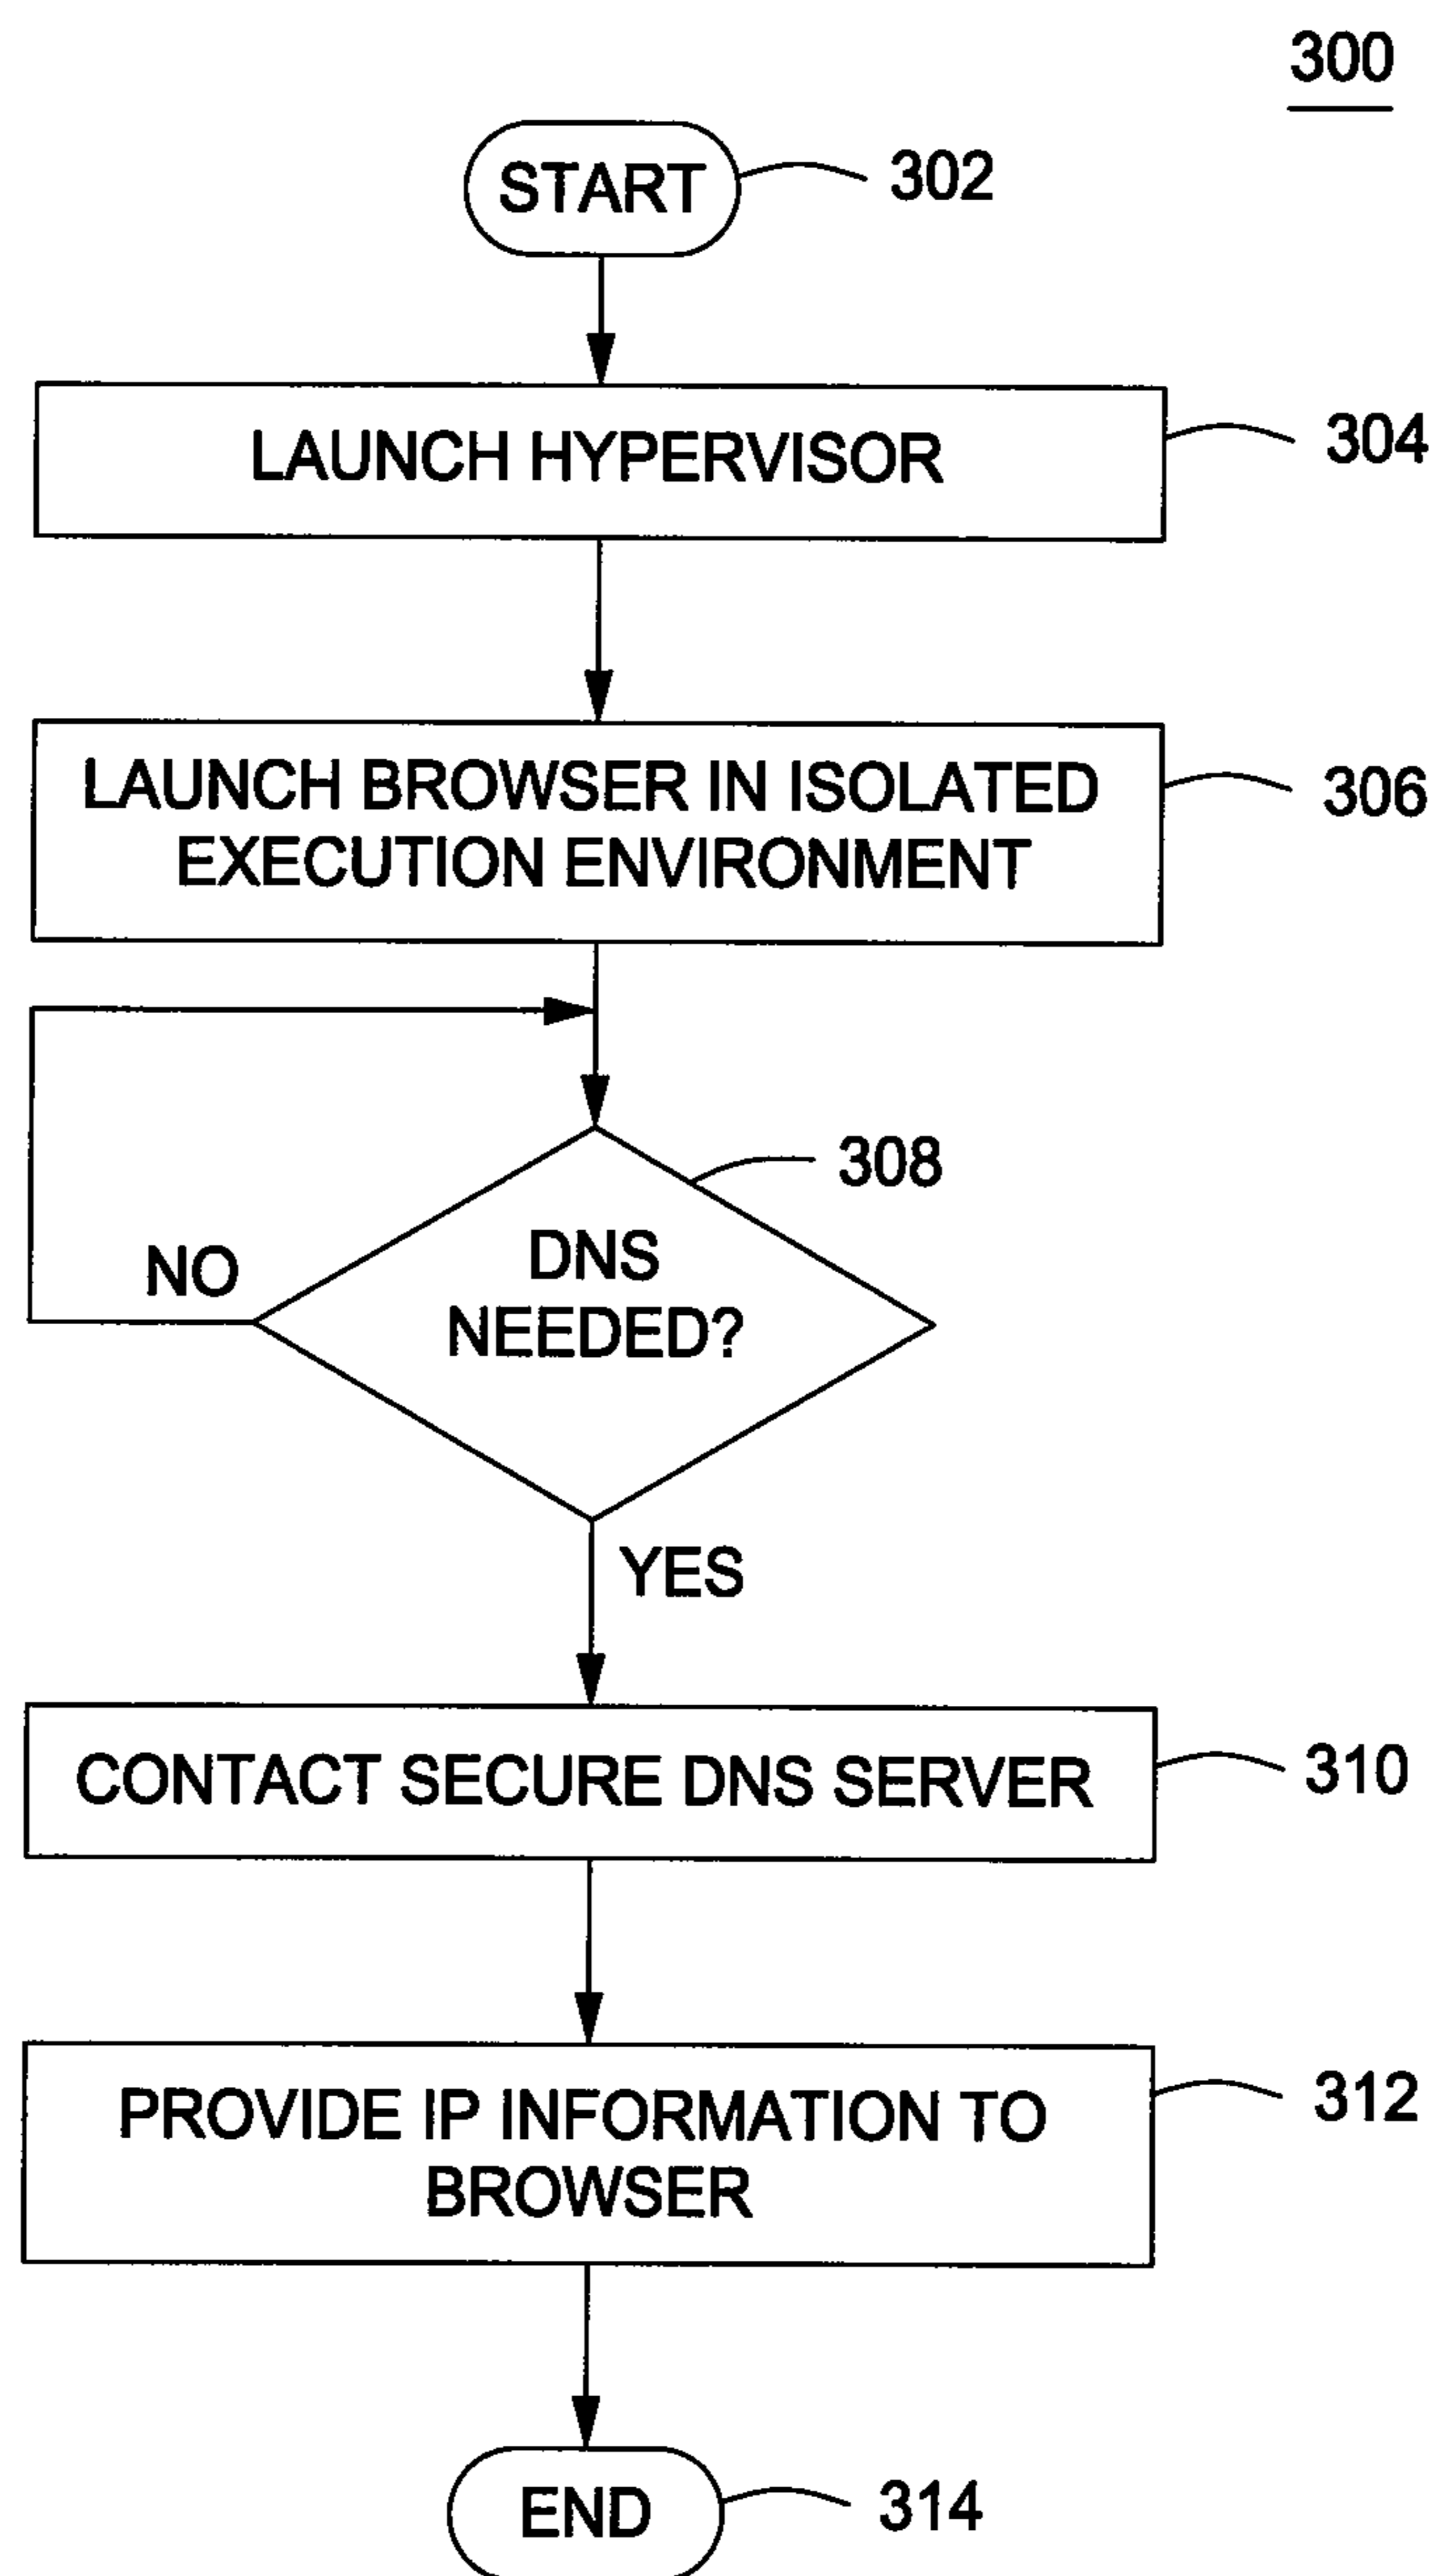 300
START
302
LAUNCH HYPERVISOR
304
LAUNCH BROWSER IN ISOLATED
EXECUTION ENVIRONMENT
306
308
DNS
NEEDED?
NO
YES
CONTACT SECURE DNS SERVER
310
PROVIDE IP INFORMATION TO
BROWSER
312
END
314